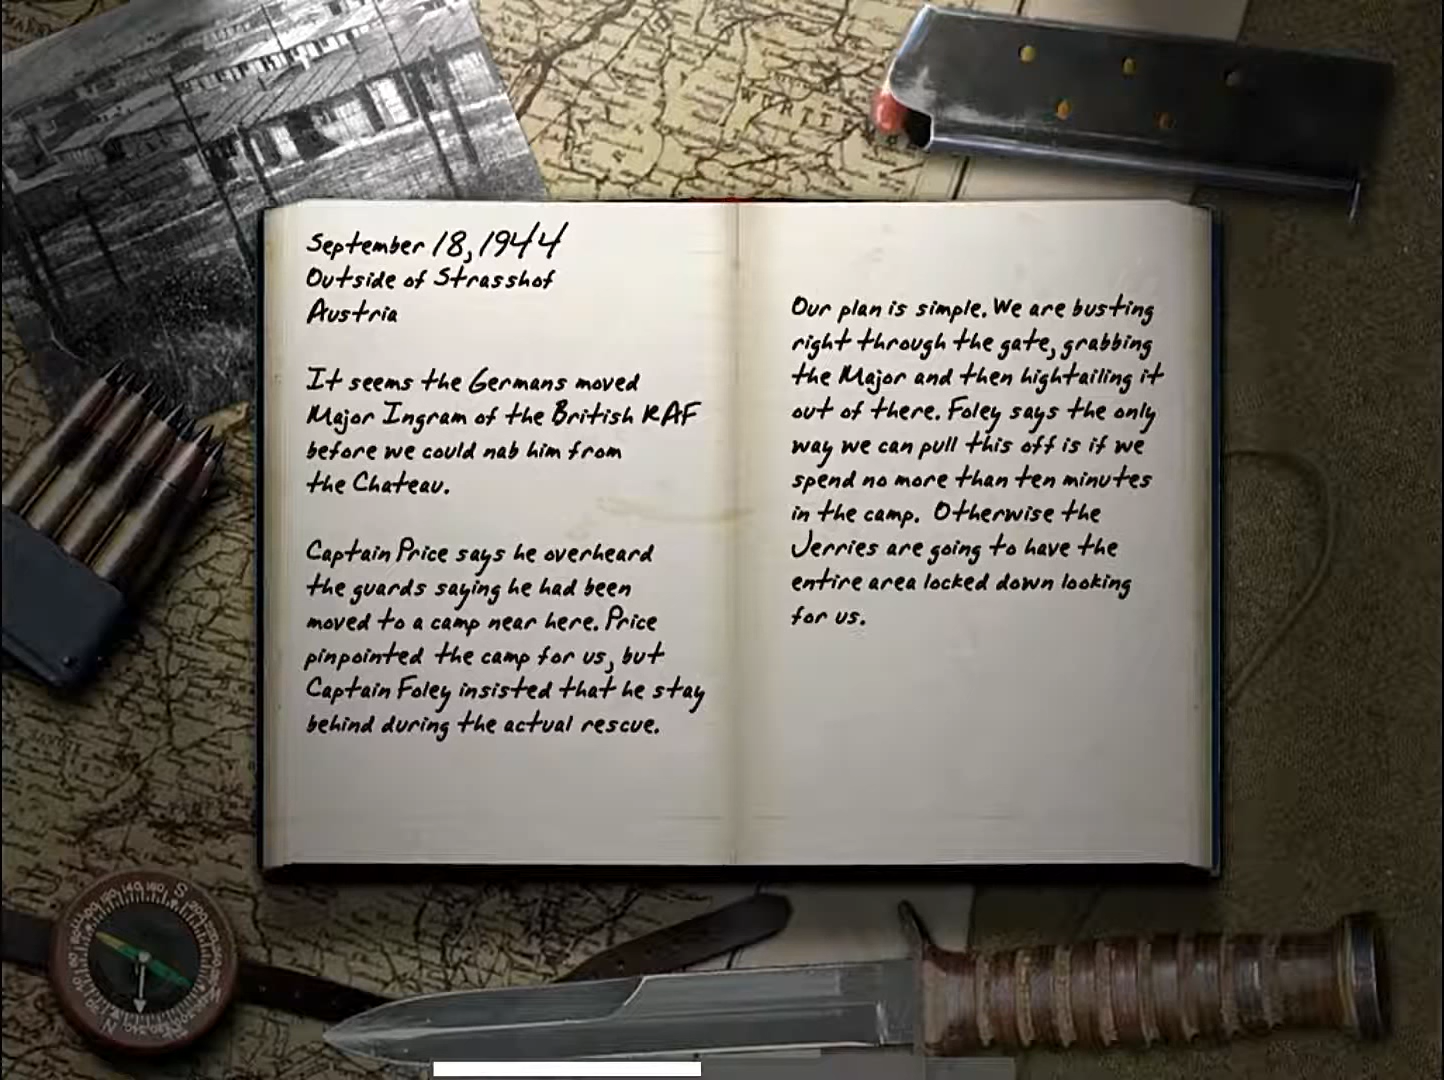 September 18, 1944
Outside of Strasshof
Austria
It seems the Germans moved
Major Ingram of the British RAF
before we could nab him from
the Chateau.
Captain Price says he overheard
the guards saying he had been
moved to a camp near here. Price
pinpointed the camp for us, but
Captain Foley insisted that he stay
behind during the actual rescue.
Our plan is simple. We are busting
right through the gate, grabbing
the Major and then hightailing it
out of there. Foley says the only
way we can pull this off is if we
spend no more than ten minutes
in the camp. Otherwise the
Jerries are going to have the
entire area locked down looking
for us.